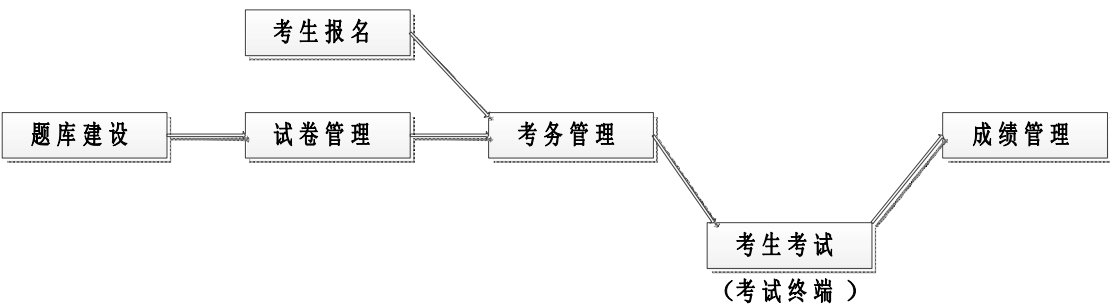 考生报名
题库建设
试卷管理
考务管理
成绩管理
考生考试
(考试终端 )